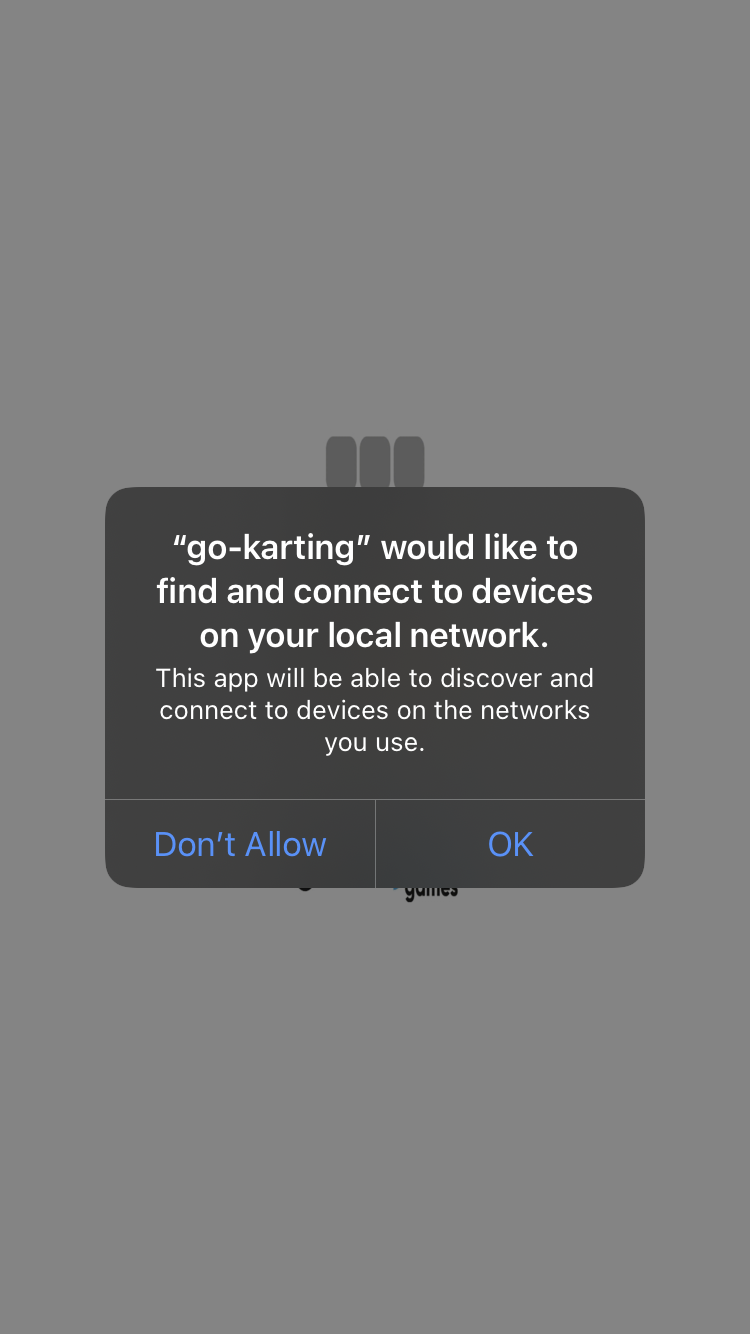 “go-karting” would like to
find and connect to devices
on your local network.
This app will be able to discover and
connect to devices on the networks
you use.
Don’t Allow
OK
games